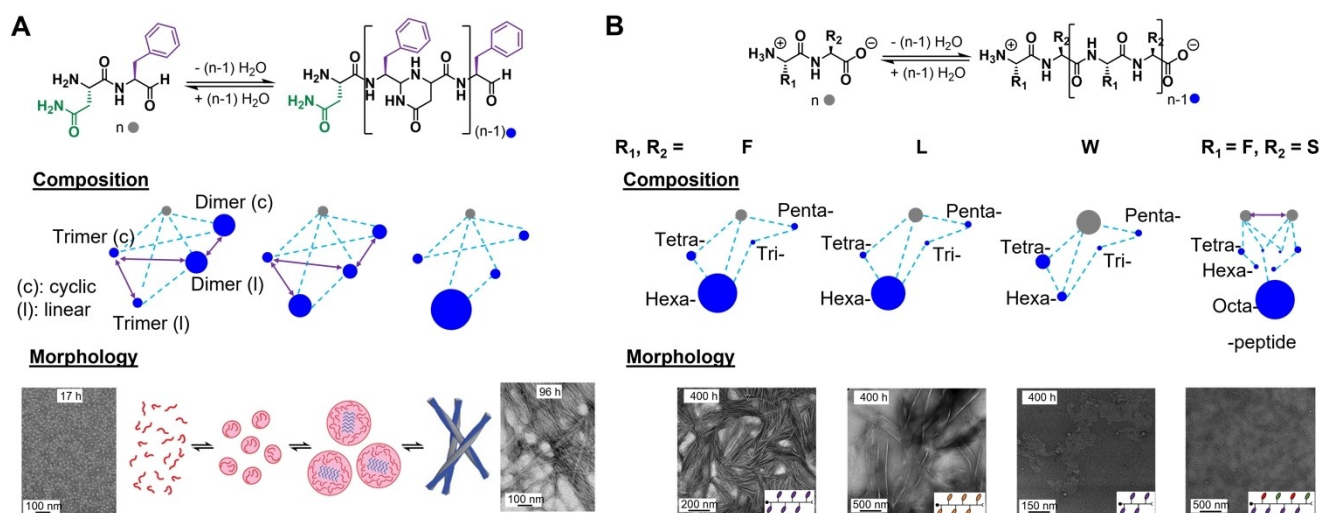 A
H₂N
O
N
H
O
H
H₂N
O
n
- (n-1) H₂O
+ (n-1) H₂O
H₂N
O
H₂N
O
N
H
HN
H
N
O
O
N
H
O
H
(n-1)
Composition
Dimer (c)
Trimer (c)
Dimer (l)
(c): cyclic
(l): linear
Trimer (l)
Morphology
17 h
100 nm
96 h
100 nm
B
H₃N
+
R₁
O
N
H
R₂
O
O
−
n
- (n-1) H₂O
+ (n-1) H₂O
H₃N
+
R₁
O
N
H
R₂
O
H
N
R₁
O
N
H
R₂
O
O
−
n-1
R₁, R₂ = F L W R₁ = F, R₂ = S
Composition
Penta-
Tetra-
Tri-
Hexa-
Penta-
Tetra-
Tri-
Hexa-
Penta-
Tetra-
Tri-
Hexa-
Tetra-
Hexa-
Octa-
-peptide
Morphology
400 h
200 nm
400 h
500 nm
400 h
150 nm
400 h
500 nm